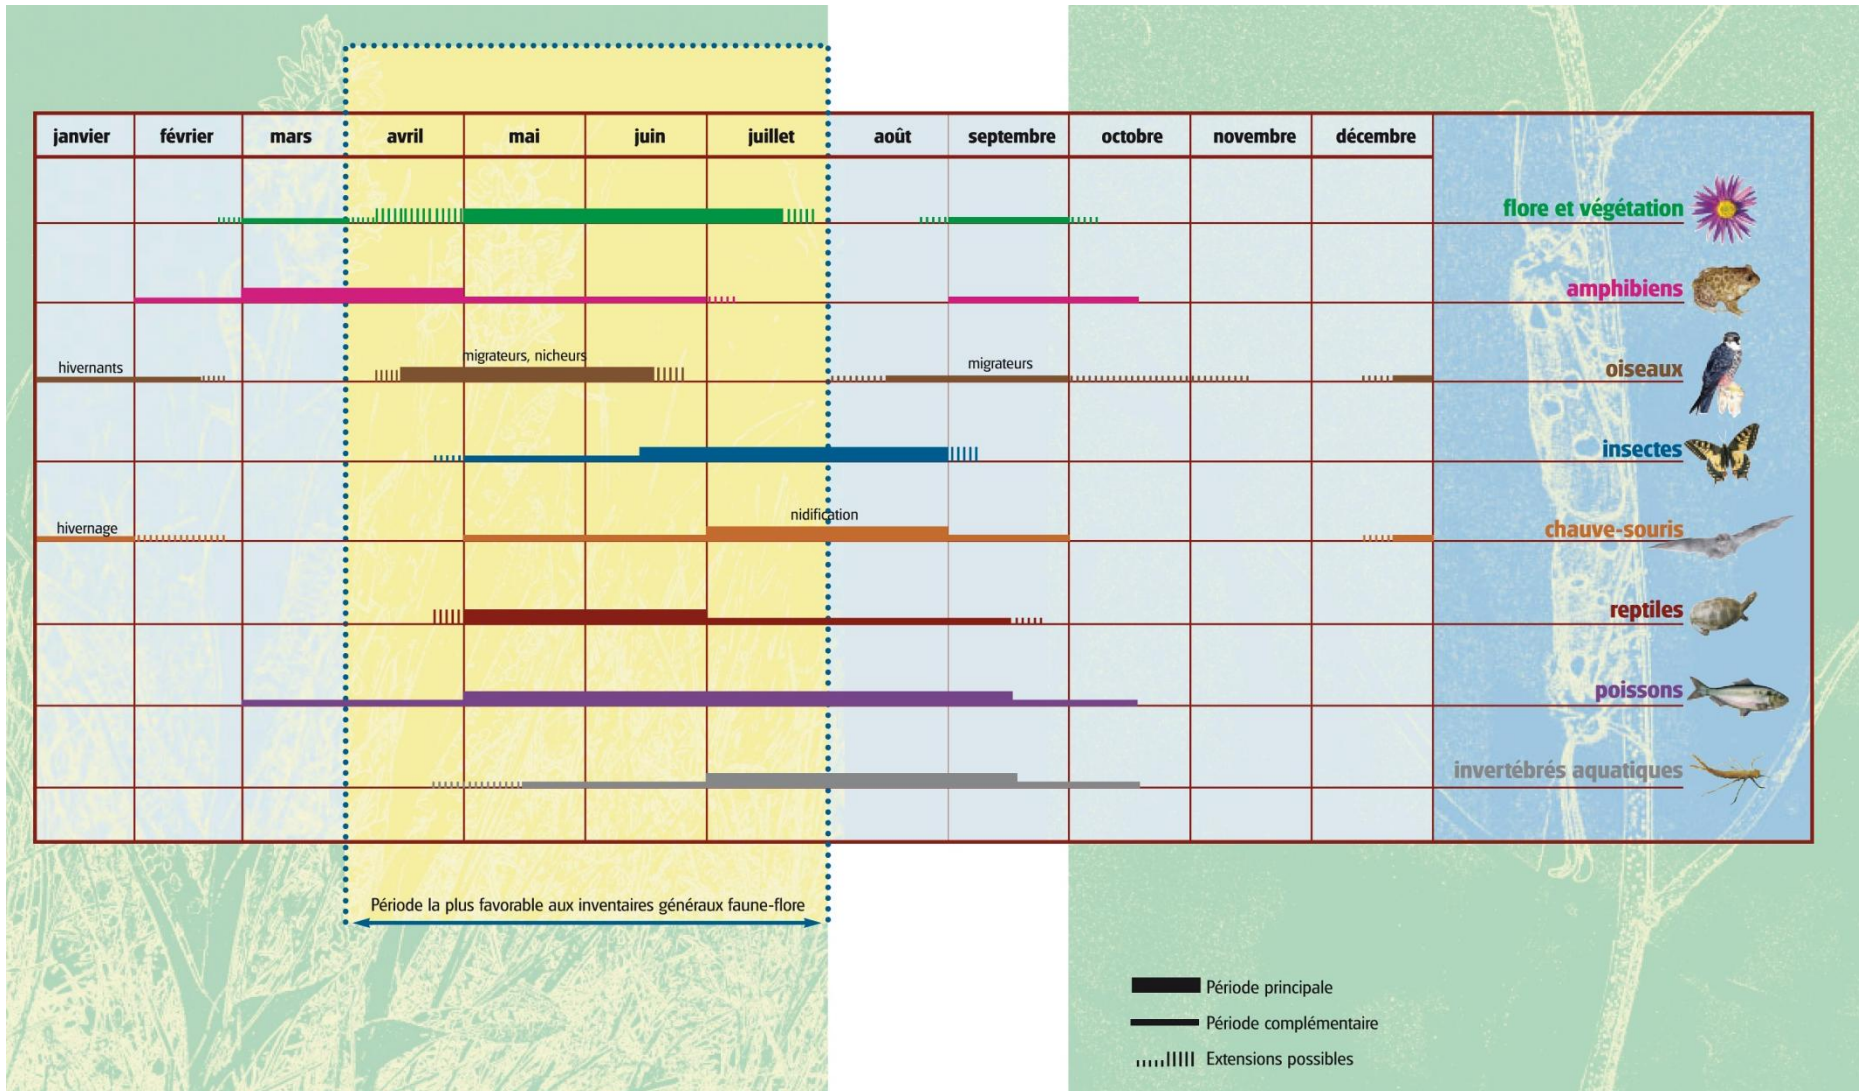 janvier février mars avril mai juin juillet août septembre octobre novembre décembre
flore et végétation
amphibiens
hivernants migrateurs, nicheurs migrateurs oiseaux
insectes
hivernage nidification chauve-souris
reptiles
poissons
invertébrés aquatiques
Période la plus favorable aux inventaires généraux faune-flore
Période principale
Période complémentaire
Extensions possibles